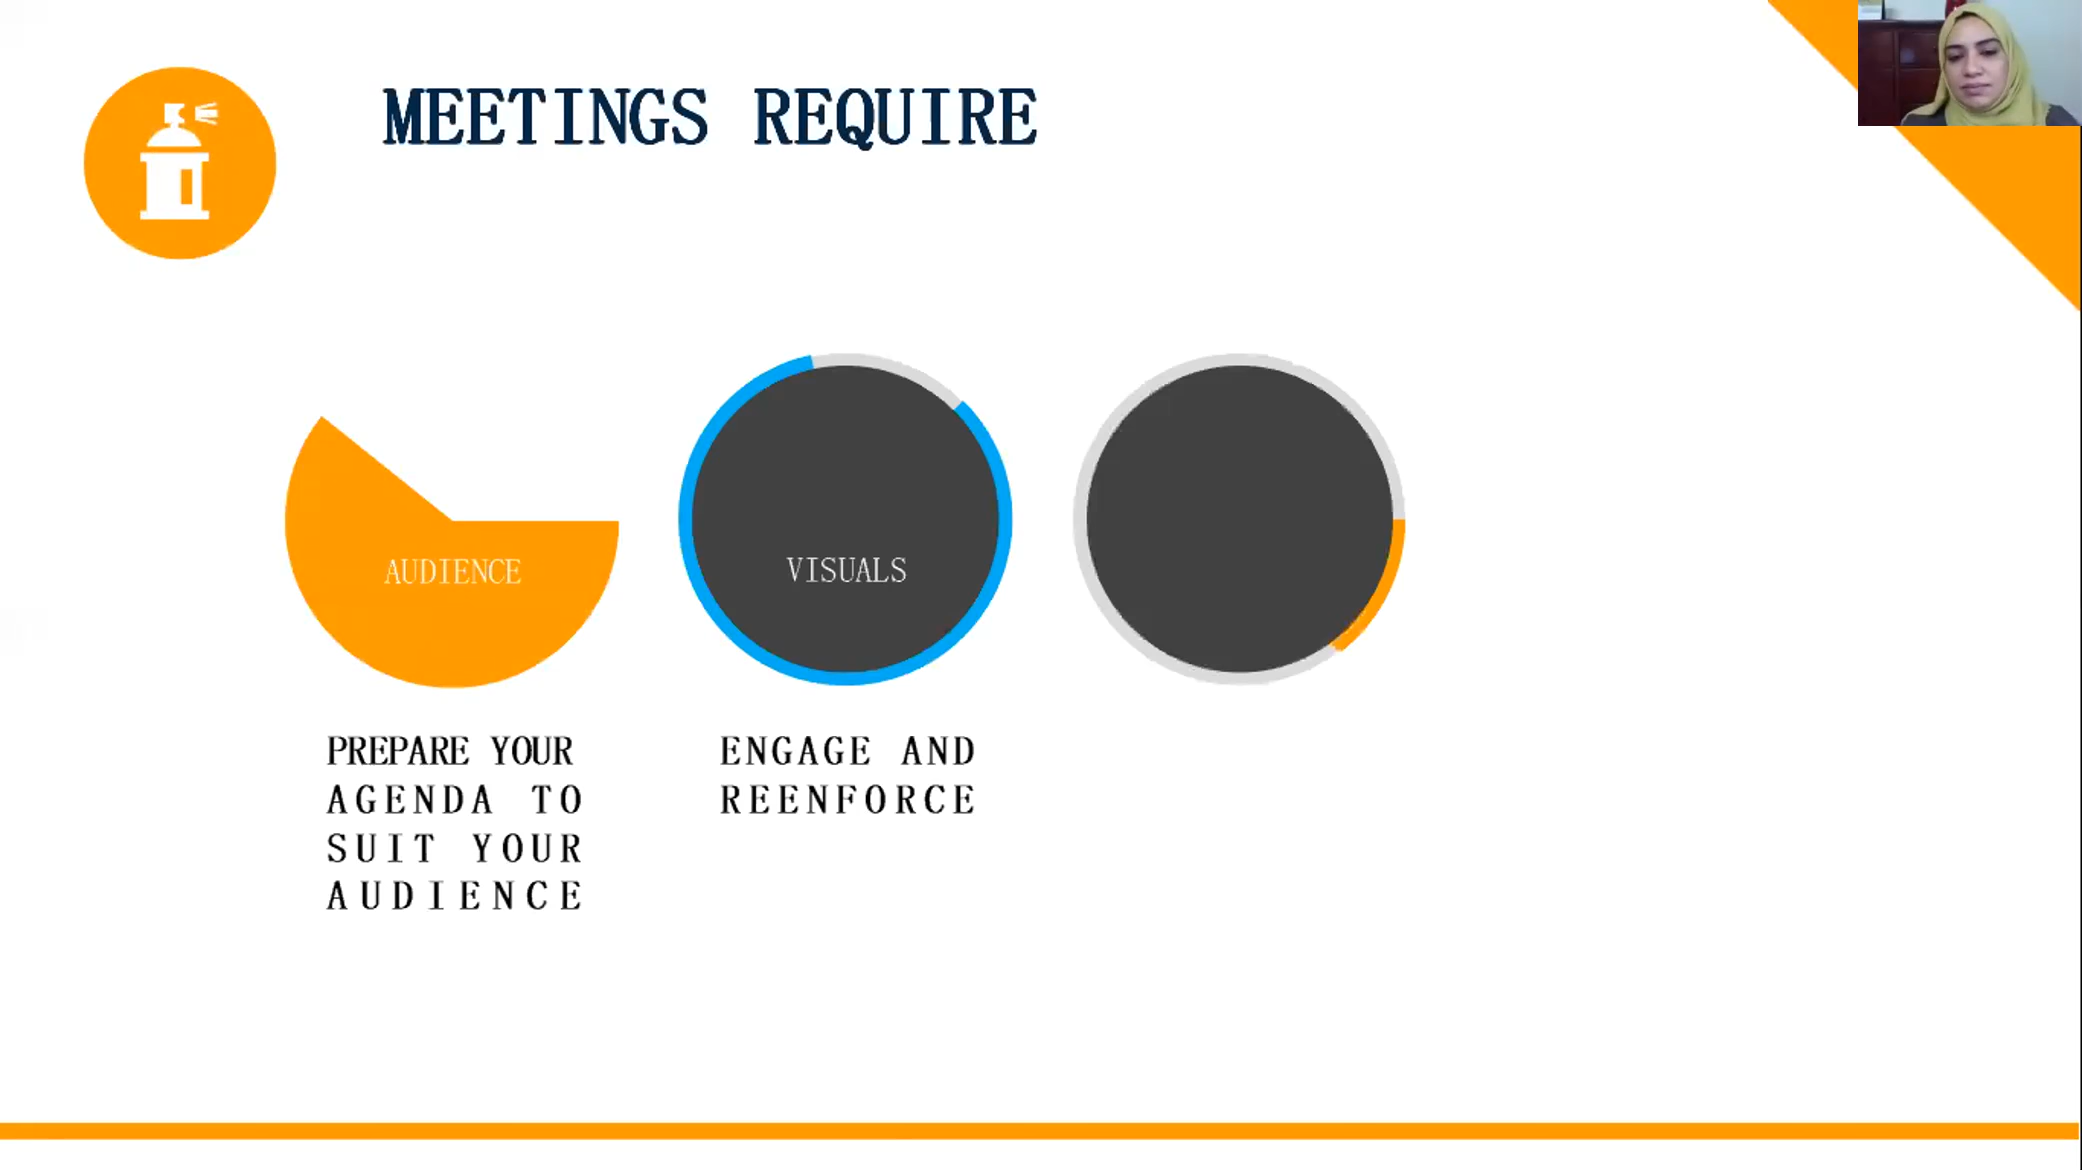 MEETINGS REQUIRE
AUDIENCE
PREPARE YOUR
AGENDA TO
SUIT YOUR
AUDIENCE
VISUALS
ENGAGE AND
REENFORCE